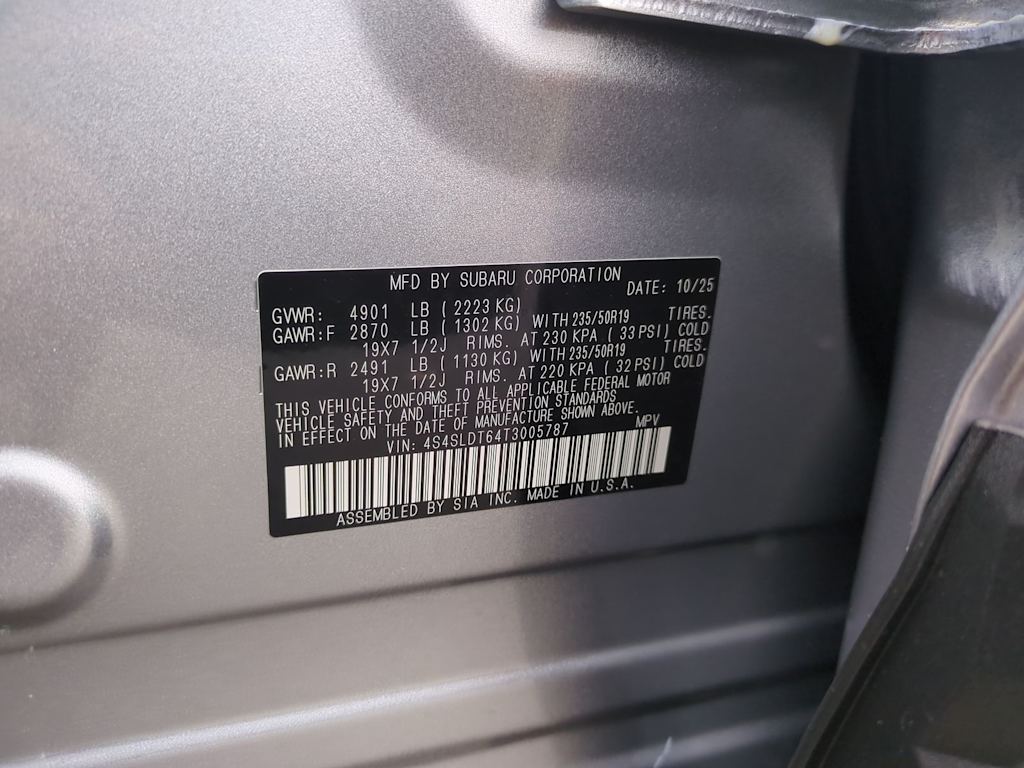 MFD BY SUBARU CORPORATION DATE: 10/25
GVWR: 4901 LB (2223 KG)
GAWR:F 2870 LB (1302 KG) WITH 235/50R19 TIRES.
19X7 1/2J RIMS. AT 230 KPA (33 PSI) COLD
GAWR:R 2491 LB (1130 KG) WITH 235/50R19 TIRES.
19X7 1/2J RIMS. AT 220 KPA (32 PSI) COLD
THIS VEHICLE CONFORMS TO ALL APPLICABLE FEDERAL MOTOR
VEHICLE SAFETY AND THEFT PREVENTION STANDARDS
IN EFFECT ON THE DATE OF MANUFACTURE SHOWN ABOVE.
VIN: 4S4SLDT64T3005787 MPV
ASSEMBLED BY SIA INC. MADE IN U.S.A.